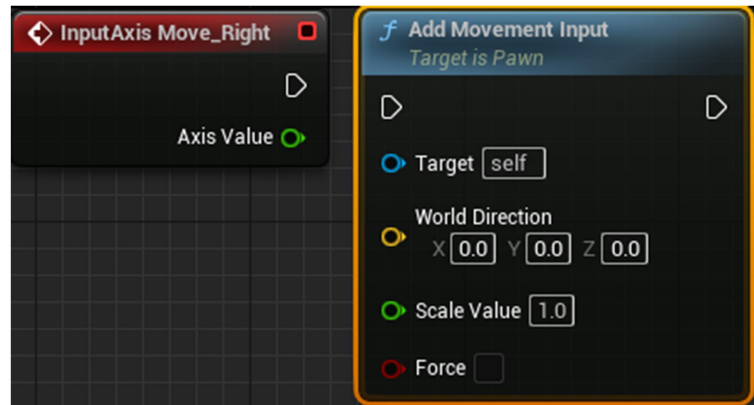 InputAxis Move_Right
Axis Value
f Add Movement Input
Target is Pawn
Target self
World Direction
X 0.0 Y 0.0 Z 0.0
Scale Value 1.0
Force